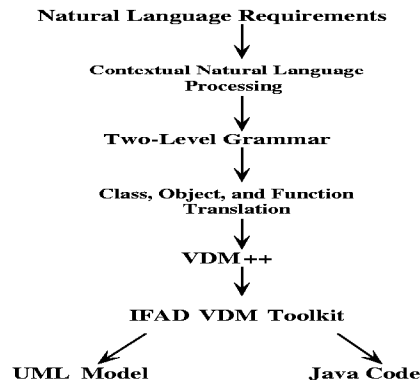 Natural Language Requirements
Contextual Natural Language
Processing
Two-Level Grammar
Class, Object, and Function
Translation
VDM++
IFAD VDM Toolkit
UML Model
Java Code